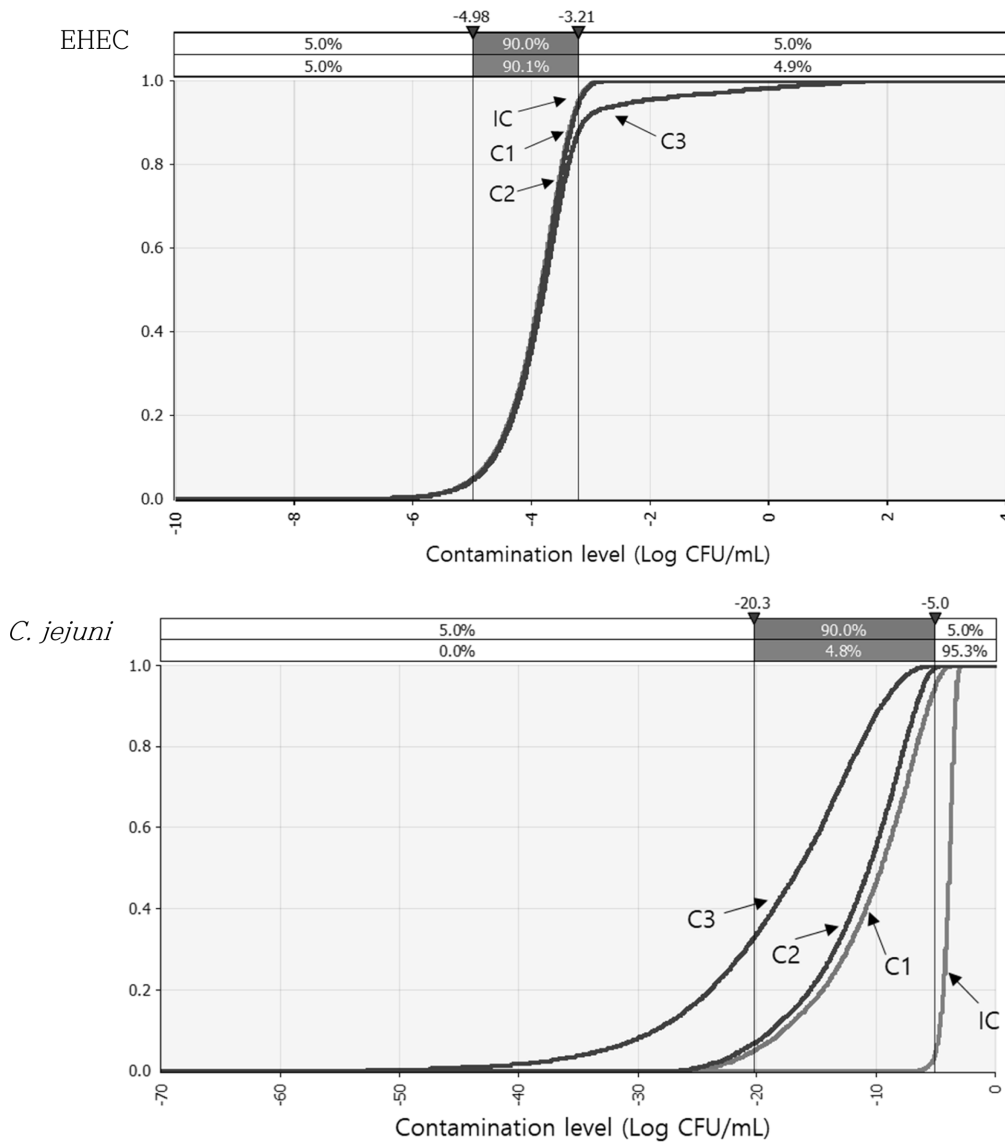 -4.98 -3.21
EHEC
5.0% 90.0% 5.0%
5.0% 90.1% 4.9%
1.0
IC
C1
C3
0.8
C2
0.6
0.4
0.2
0.0
-10 -8 -6 -4 -2 0 2 4
Contamination level (Log CFU/mL)
-20.3 -5.0
C. jejuni
5.0% 90.0% 5.0%
0.0% 4.8% 95.3%
1.0
0.8
0.6
0.4
C3
C2
C1
0.2
IC
0.0
-70 -60 -50 -40 -30 -20 -10 0
Contamination level (Log CFU/mL)